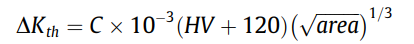 ΔK_th = C × 10^−3 (HV + 120)(√area)^1/3